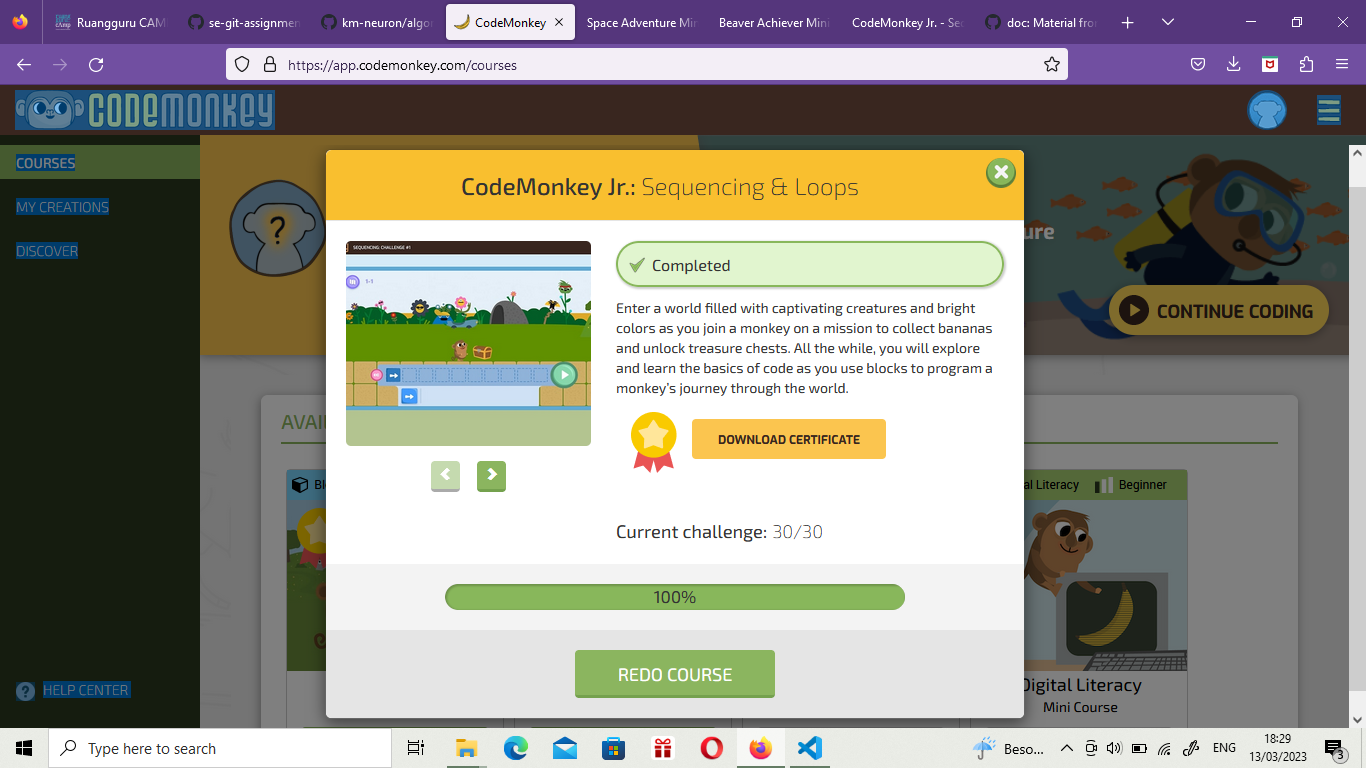 Ruangguru CAM
se-git-assignmen
km-neuron/algo
CodeMonkey
Space Adventure Min
Beaver Achiever Mini
CodeMonkey Jr. - Sec
doc: Material fro
https://app.codemonkey.com/courses
CODEMONKEY
COURSES
MY CREATIONS
DISCOVER
HELP CENTER
?
ure
CONTINUE CODING
CodeMonkey Jr.: Sequencing & Loops
SEQUENCING: CHALLENGE #1
1-1
Completed
Enter a world filled with captivating creatures and bright
colors as you join a monkey on a mission to collect bananas
and unlock treasure chests. All the while, you will explore
and learn the basics of code as you use blocks to program a
monkey's journey through the world.
DOWNLOAD CERTIFICATE
Current challenge: 30/30
100%
REDO COURSE
AVAI
Bl
al Literacy
Beginner
Digital Literacy
Mini Course
Type here to search
Beso...
ENG
18:29
13/03/2023
3